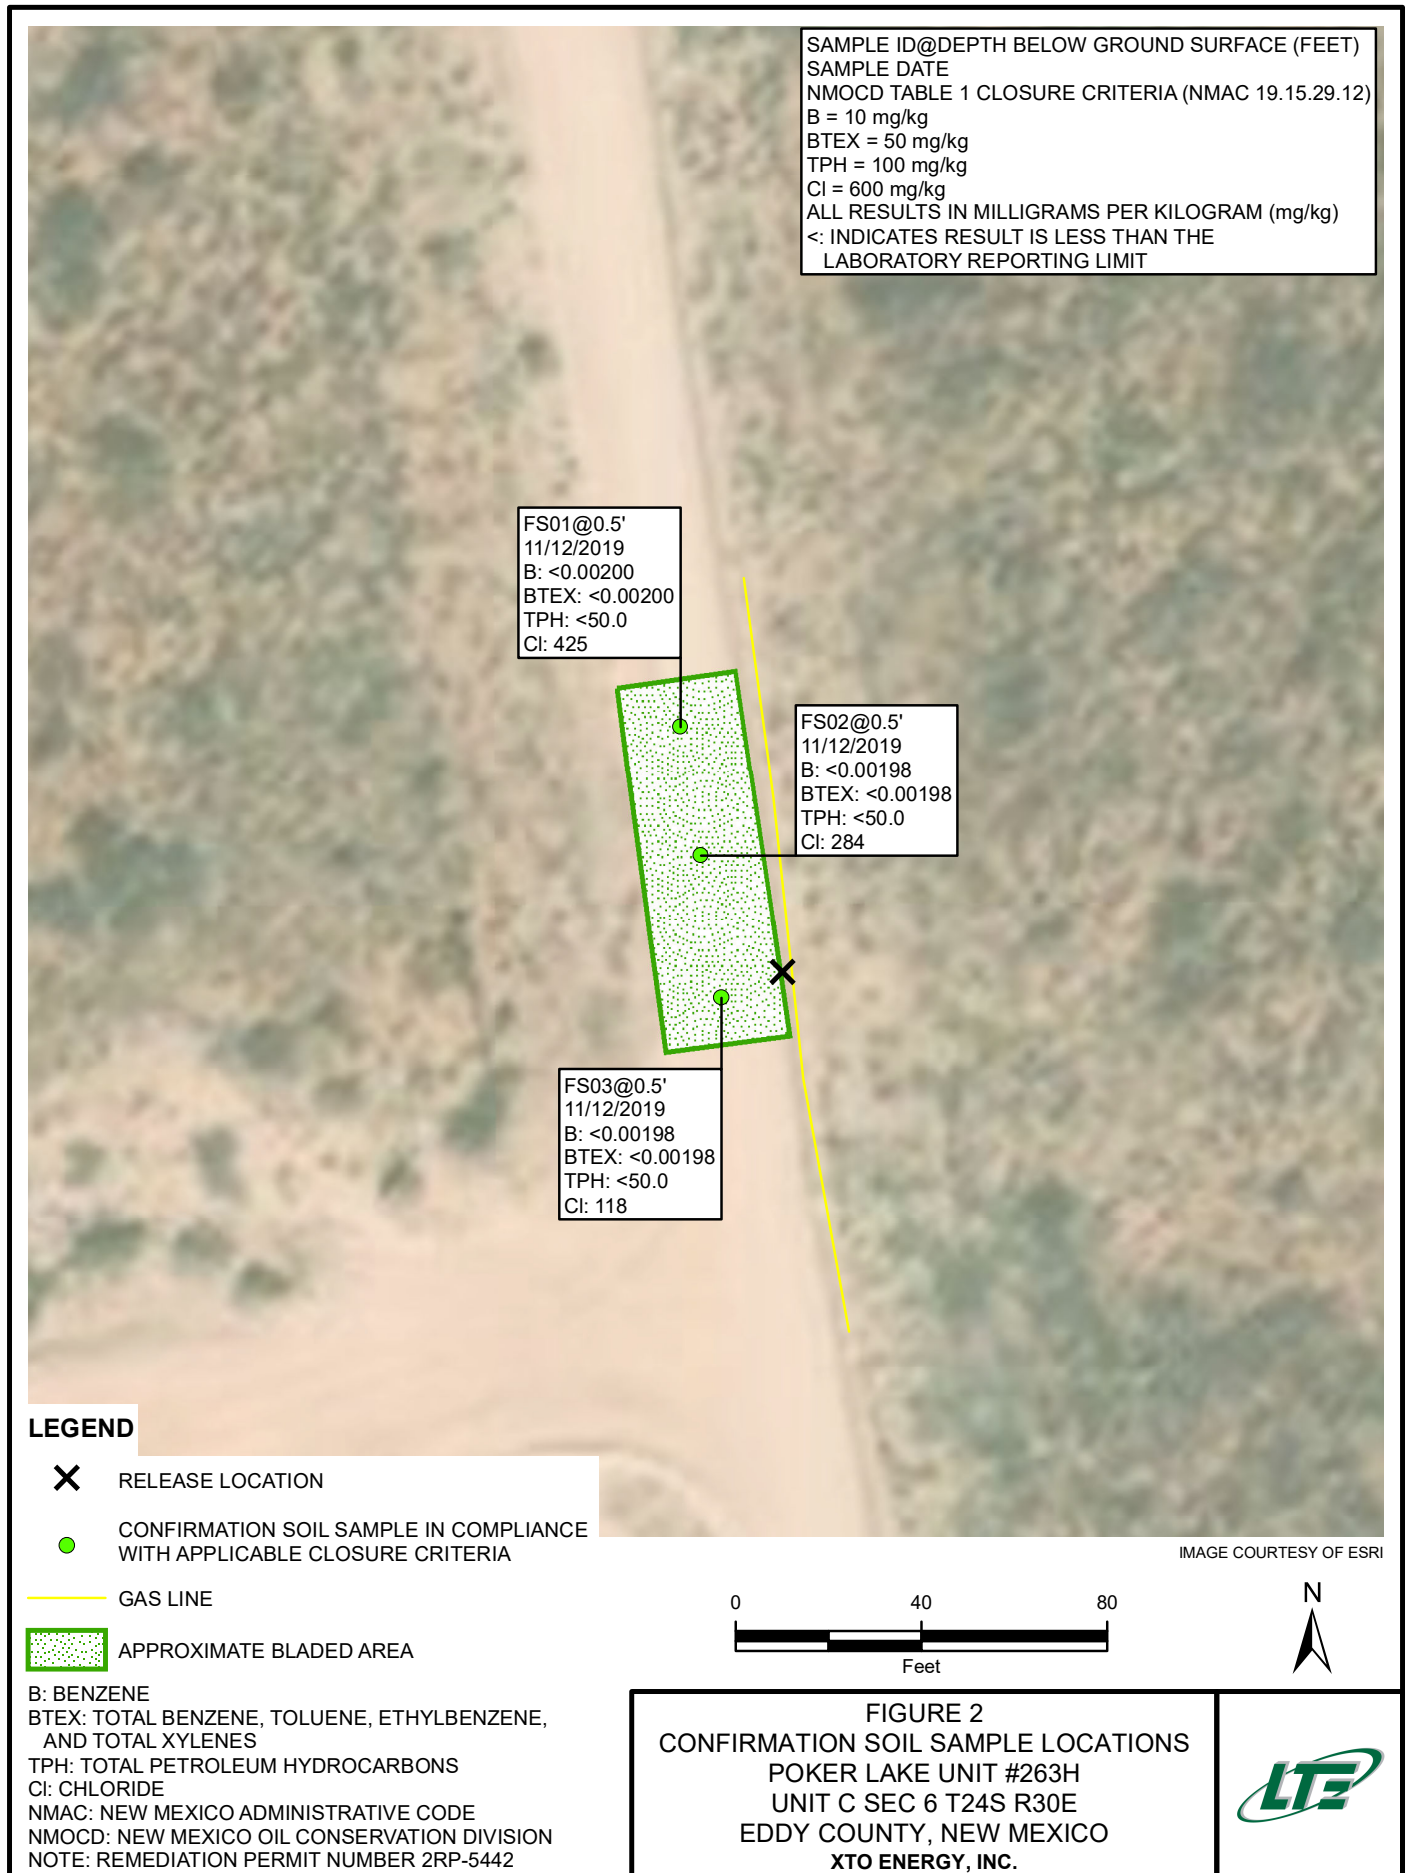 SAMPLE ID@DEPTH BELOW GROUND SURFACE (FEET)
SAMPLE DATE
NMOCD TABLE 1 CLOSURE CRITERIA (NMAC 19.15.29.12)
B = 10 mg/kg
BTEX = 50 mg/kg
TPH = 100 mg/kg
Cl = 600 mg/kg
ALL RESULTS IN MILLIGRAMS PER KILOGRAM (mg/kg)
<: INDICATES RESULT IS LESS THAN THE
LABORATORY REPORTING LIMIT
FS01@0.5'
11/12/2019
B: <0.00200
BTEX: <0.00200
TPH: <50.0
Cl: 425
FS02@0.5'
11/12/2019
B: <0.00198
BTEX: <0.00198
TPH: <50.0
Cl: 284
FS03@0.5'
11/12/2019
B: <0.00198
BTEX: <0.00198
TPH: <50.0
Cl: 118
LEGEND
RELEASE LOCATION
CONFIRMATION SOIL SAMPLE IN COMPLIANCE
WITH APPLICABLE CLOSURE CRITERIA
GAS LINE
APPROXIMATE BLADED AREA
B: BENZENE
BTEX: TOTAL BENZENE, TOLUENE, ETHYLBENZENE,
AND TOTAL XYLENES
TPH: TOTAL PETROLEUM HYDROCARBONS
Cl: CHLORIDE
NMAC: NEW MEXICO ADMINISTRATIVE CODE
NMOCD: NEW MEXICO OIL CONSERVATION DIVISION
NOTE: REMEDIATION PERMIT NUMBER 2RP-5442
IMAGE COURTESY OF ESRI
0 40 80
Feet
N
FIGURE 2
CONFIRMATION SOIL SAMPLE LOCATIONS
POKER LAKE UNIT #263H
UNIT C SEC 6 T24S R30E
EDDY COUNTY, NEW MEXICO
XTO ENERGY, INC.
LTE